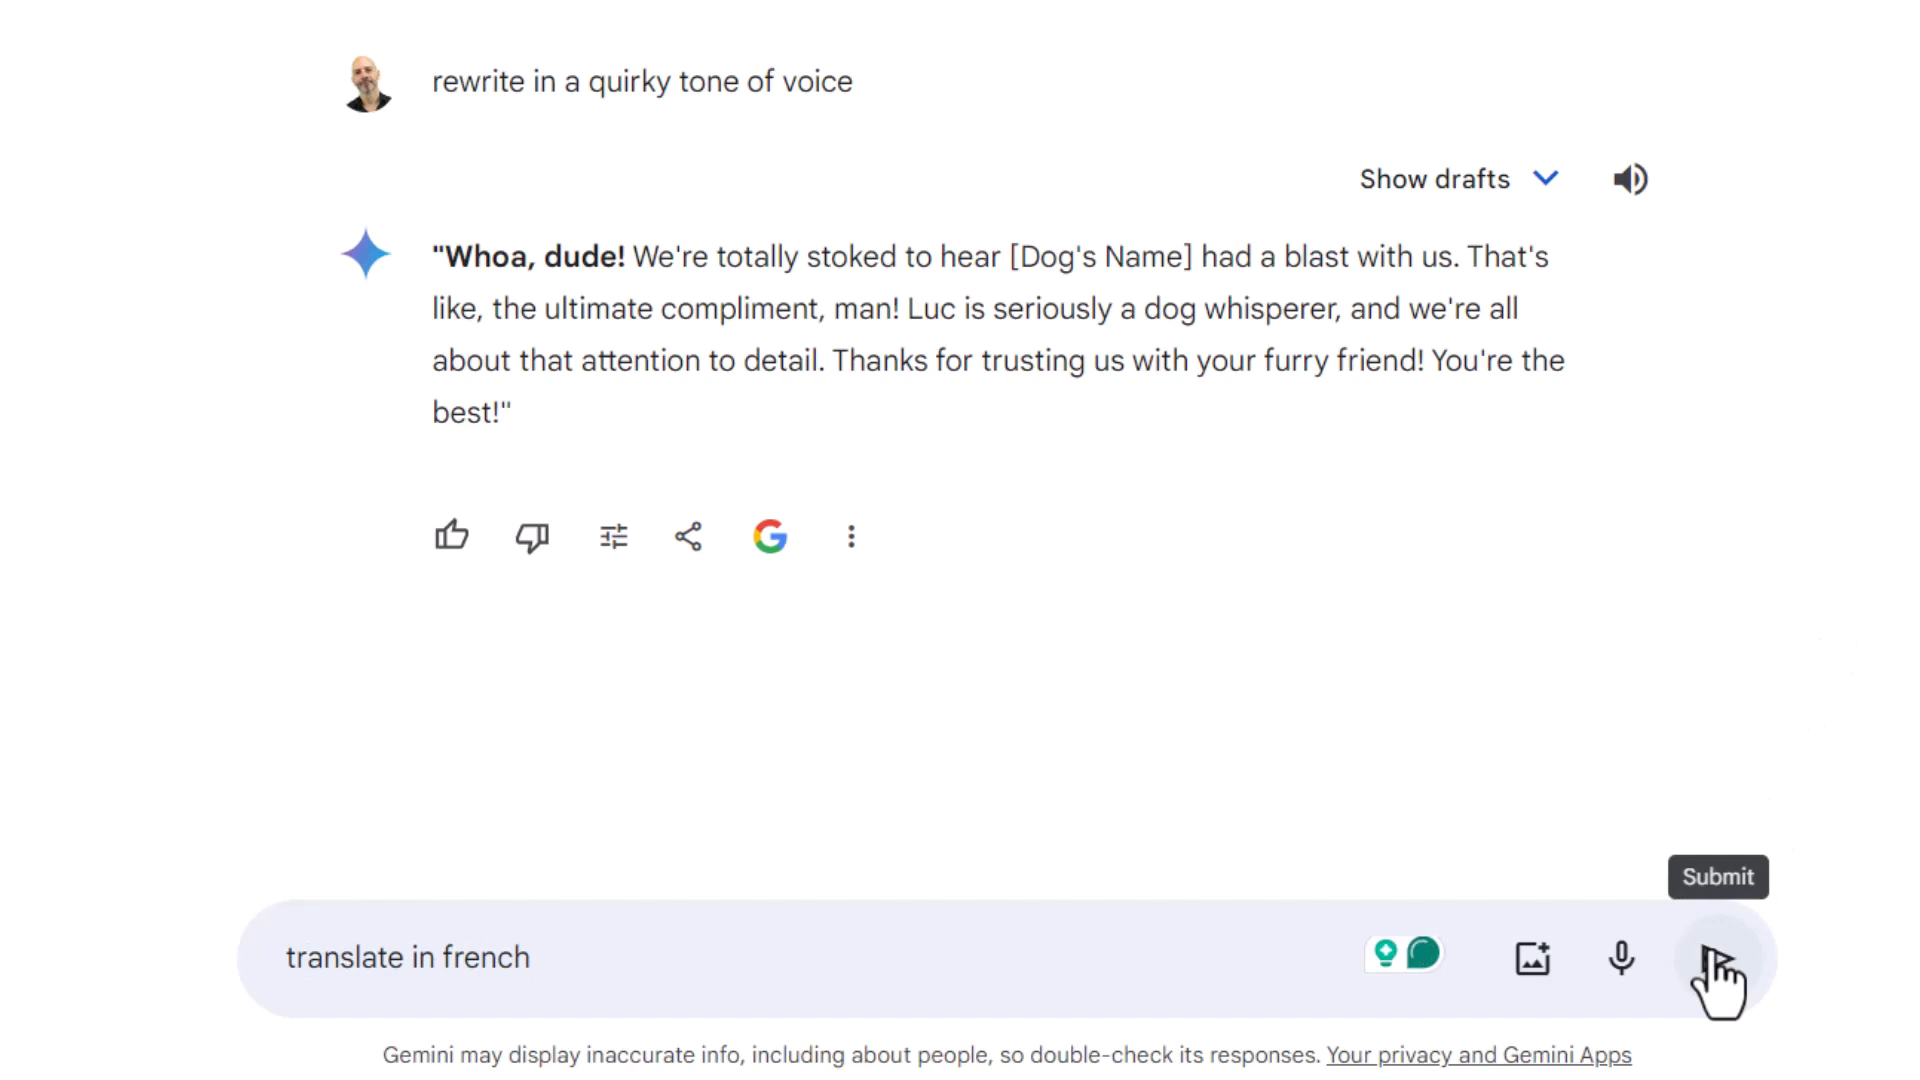 rewrite in a quirky tone of voice
Show drafts
"Whoa, dude! We're totally stoked to hear [Dog's Name] had a blast with us. That's
like, the ultimate compliment, man! Luc is seriously a dog whisperer, and we're all
about that attention to detail. Thanks for trusting us with your furry friend! You're the
best!"
Submit
translate in french
Gemini may display inaccurate info, including about people, so double-check its responses. Your privacy and Gemini Apps